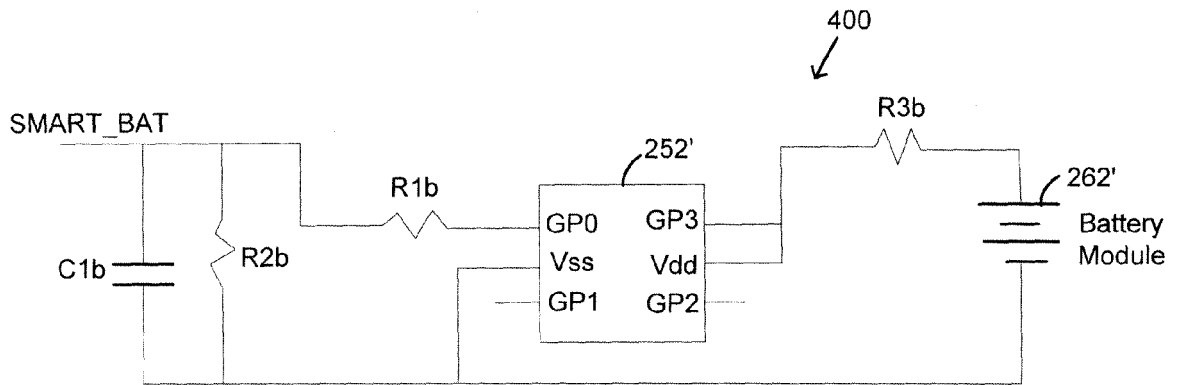 400
R3b
SMART_BAT
252'
R1b
262'
GP0
GP3
Battery
Module
C1b
R2b
Vss
Vdd
GP1
GP2